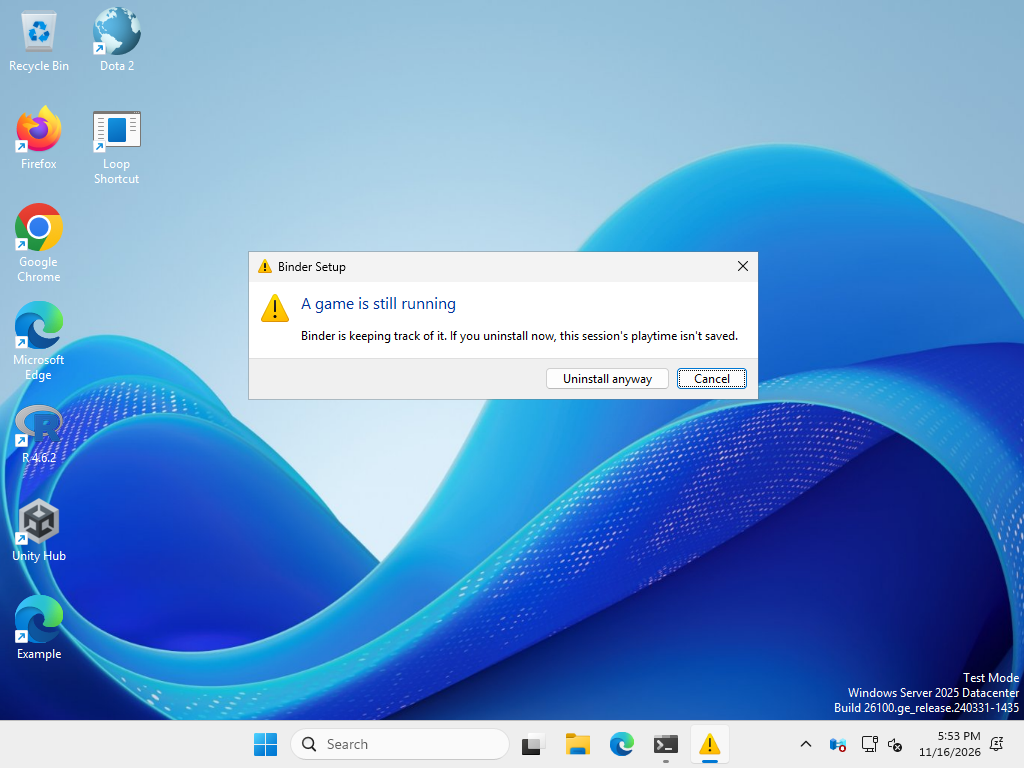 Recycle Bin
Dota 2
Firefox
Loop
Shortcut
Google
Chrome
Microsoft
Edge
R 4.6.2
Unity Hub
Example
Binder Setup
A game is still running
Binder is keeping track of it. If you uninstall now, this session's playtime isn't saved.
Uninstall anyway
Cancel
Test Mode
Windows Server 2025 Datacenter
Build 26100.ge_release.240331-1435
Search
5:53 PM
11/16/2026